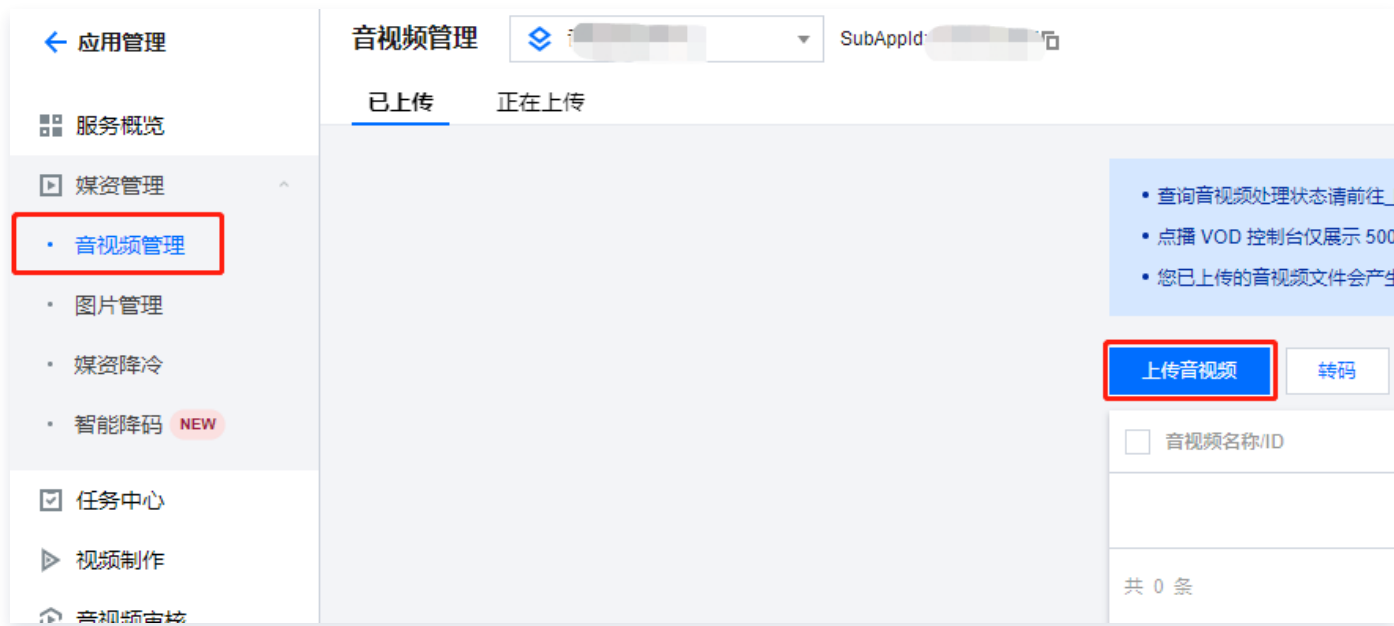 应用管理
服务概览
媒资管理
音视频管理
图片管理
媒资降冷
智能降码 NEW
任务中心
视频制作
音视频审核
音视频管理
SubAppId:
已上传 正在上传
• 查询音视频处理状态请前往
• 点播 VOD 控制台仅展示 500
• 您已上传的音视频文件会产生
上传音视频 转码
音视频名称/ID
共 0 条